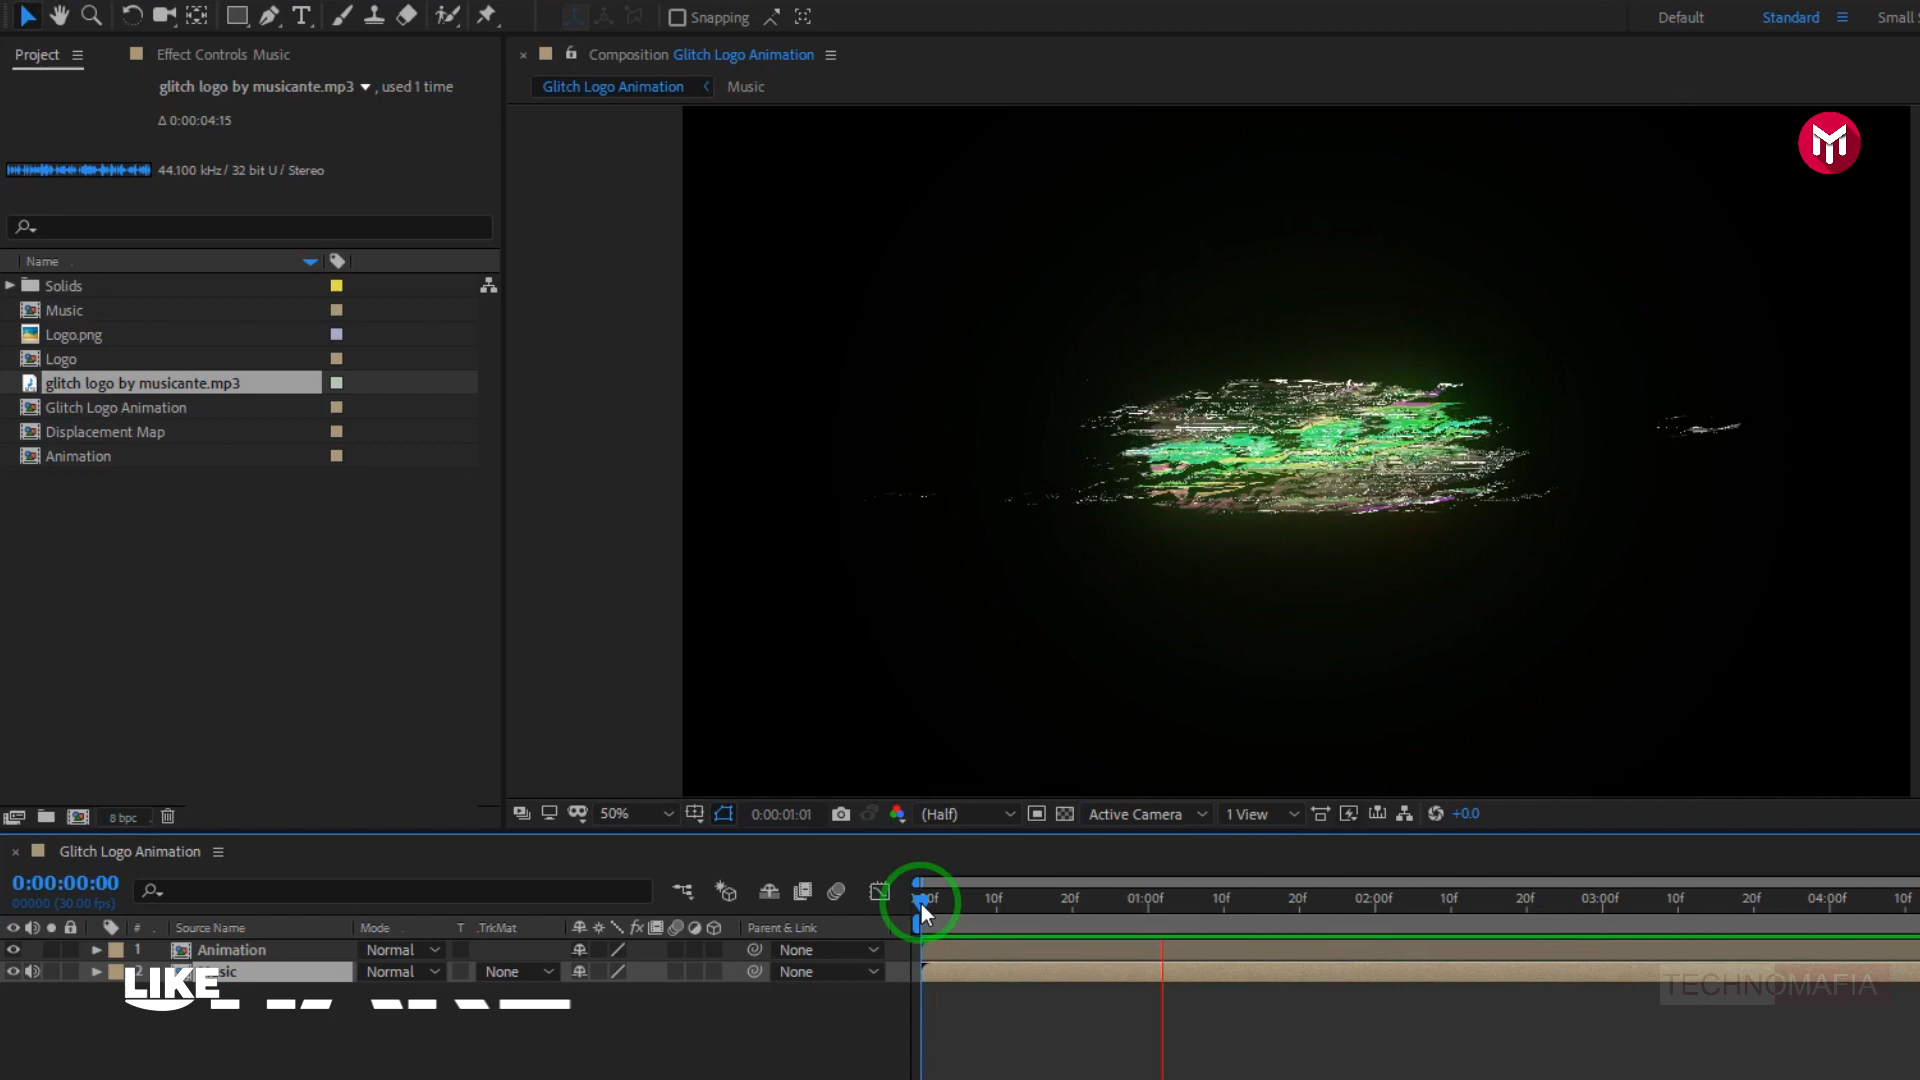 Snapping
Default
Standard
Small S
Project
Effect Controls Music
Composition Glitch Logo Animation
glitch logo by musicante.mp3 , used 1 time
Glitch Logo Animation
Music
Δ 0:00:04:15
44.100 kHz / 32 bit U / Stereo
Name
Solids
Music
Logo.png
Logo
glitch logo by musicante.mp3
Glitch Logo Animation
Displacement Map
Animation
8 bpc
50%
0:00:01:01
(Half)
Active Camera
1 View
+0.0
Glitch Logo Animation
0:00:00:00
00000 (30.00 fps)
10f 20f 01:00f 10f 20f 02:00f 10f 20f 03:00f 10f 20f 04:00f 10f
# Source Name Mode T .TrkMat fx Parent & Link
1 Animation Normal None
2 Normal None None
LIKE
TECHNOMAFIA